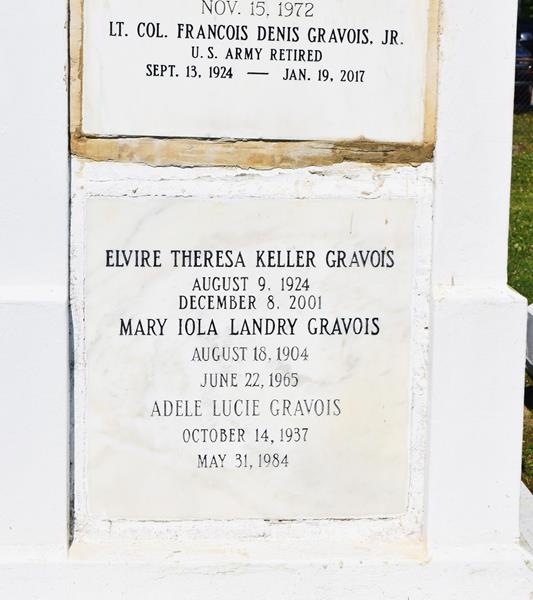 NOV. 15, 1972
LT. COL. FRANCOIS DENIS GRAVOIS, JR.
U.S. ARMY RETIRED
SEPT. 13, 1924 — JAN. 19, 2017
ELVIRE THERESA KELLER GRAVOIS
AUGUST 9, 1924
DECEMBER 8, 2001
MARY IOLA LANDRY GRAVOIS
AUGUST 18, 1904
JUNE 22, 1965
ADELE LUCIE GRAVOIS
OCTOBER 14, 1937
MAY 31, 1984